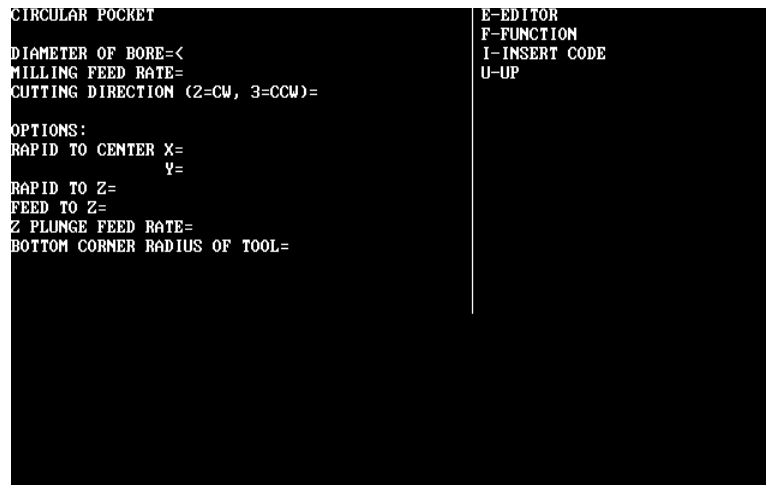 CIRCULAR POCKET
DIAMETER OF BORE=<
MILLING FEED RATE=
CUTTING DIRECTION (2=CW, 3=CCW)=
OPTIONS:
RAPID TO CENTER X=
Y=
RAPID TO Z=
FEED TO Z=
Z PLUNGE FEED RATE=
BOTTOM CORNER RADIUS OF TOOL=
E-EDITOR
F-FUNCTION
I-INSERT CODE
U-UP